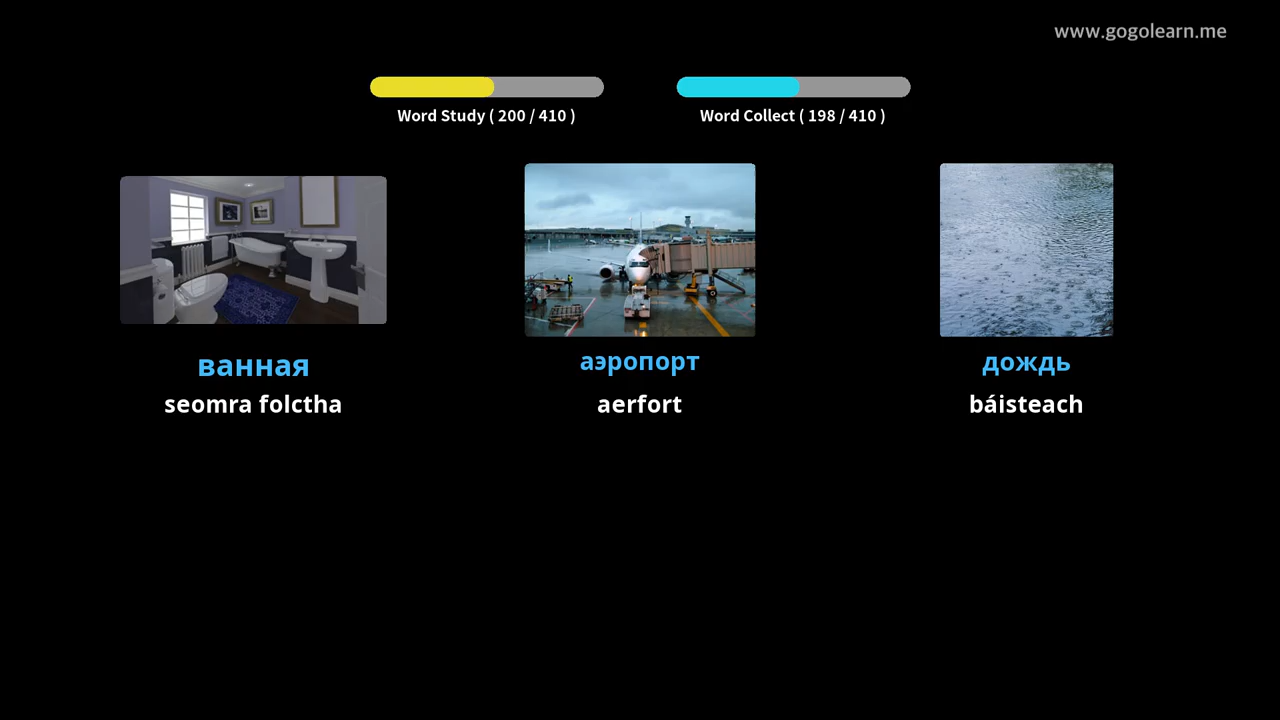 www.gogolearn.me
Word Study ( 200 / 410 )
Word Collect ( 198 / 410 )
ванная
аэропорт
дождь
seomra folctha
aerfort
báisteach